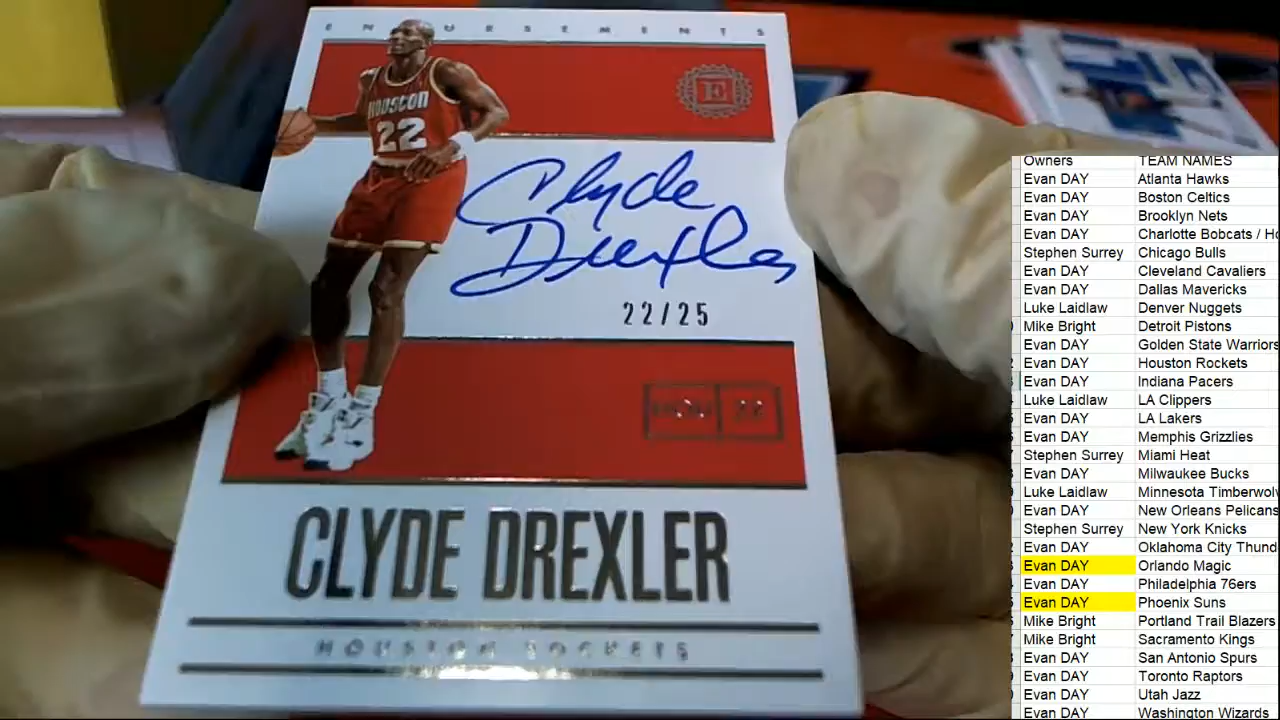 ENDORSEMENTS
E
HOUSTON
22
Clyde
Drexler
22/25
22
CLYDE DREXLER
HOUSTON ROCKETS
Owners TEAM NAMES
Evan DAY Atlanta Hawks
Evan DAY Boston Celtics
Evan DAY Brooklyn Nets
Evan DAY Charlotte Bobcats / Ho
Stephen Surrey Chicago Bulls
Evan DAY Cleveland Cavaliers
Evan DAY Dallas Mavericks
Luke Laidlaw Denver Nuggets
Mike Bright Detroit Pistons
Evan DAY Golden State Warriors
Evan DAY Houston Rockets
Evan DAY Indiana Pacers
Luke Laidlaw LA Clippers
Evan DAY LA Lakers
Evan DAY Memphis Grizzlies
Stephen Surrey Miami Heat
Evan DAY Milwaukee Bucks
Luke Laidlaw Minnesota Timberwol
Evan DAY New Orleans Pelicans
Stephen Surrey New York Knicks
Evan DAY Oklahoma City Thund
Evan DAY Orlando Magic
Evan DAY Philadelphia 76ers
Evan DAY Phoenix Suns
Mike Bright Portland Trail Blazers
Mike Bright Sacramento Kings
Evan DAY San Antonio Spurs
Evan DAY Toronto Raptors
Evan DAY Utah Jazz
Evan DAY Washington Wizards